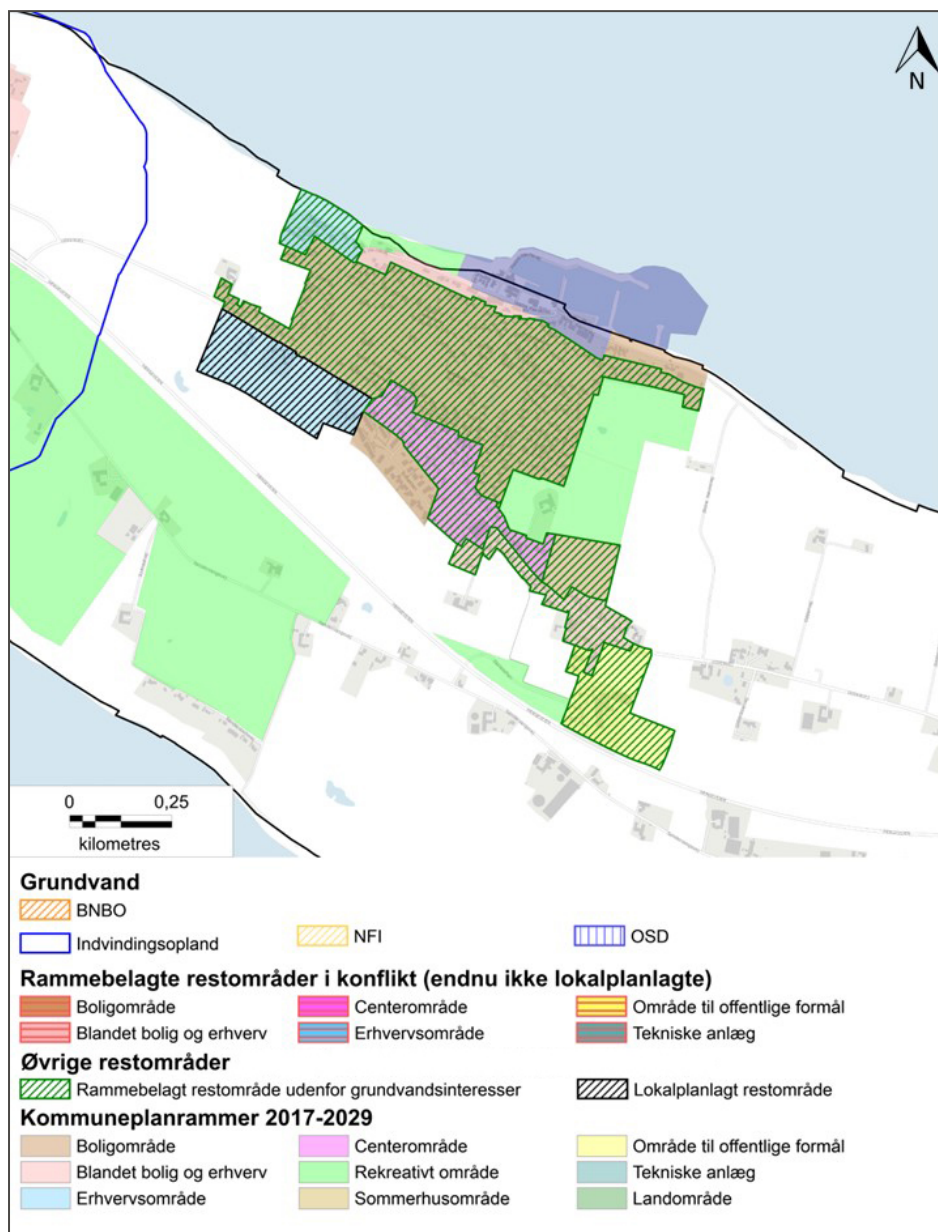 N
0 0,25
kilometres
Grundvand
BNBO
Indvindingsopland NFI OSD
Rammebelagte restområder i konflikt (endnu ikke lokalplanlagte)
Boligområde Centerområde Område til offentlige formål
Blandet bolig og erhverv Erhvervsområde Tekniske anlæg
Øvrige restområder
Rammebelagt restområde udenfor grundvandsinteresser Lokalplanlagt restområde
Kommuneplanrammer 2017-2029
Boligområde Centerområde Område til offentlige formål
Blandet bolig og erhverv Rekreativt område Tekniske anlæg
Erhvervsområde Sommerhusområde Landområde